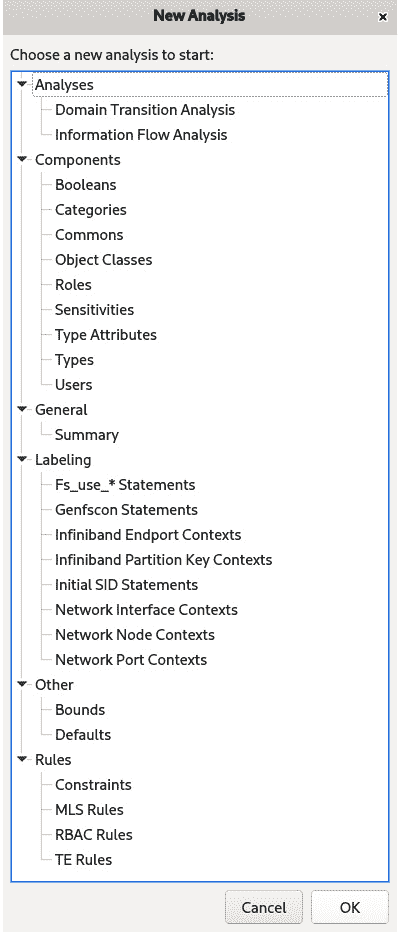 New Analysis
Choose a new analysis to start:
Analyses
Domain Transition Analysis
Information Flow Analysis
Components
Booleans
Categories
Commons
Object Classes
Roles
Sensitivities
Type Attributes
Types
Users
General
Summary
Labeling
Fs_use_* Statements
Genfscon Statements
Infiniband Endport Contexts
Infiniband Partition Key Contexts
Initial SID Statements
Network Interface Contexts
Network Node Contexts
Network Port Contexts
Other
Bounds
Defaults
Rules
Constraints
MLS Rules
RBAC Rules
TE Rules
Cancel OK